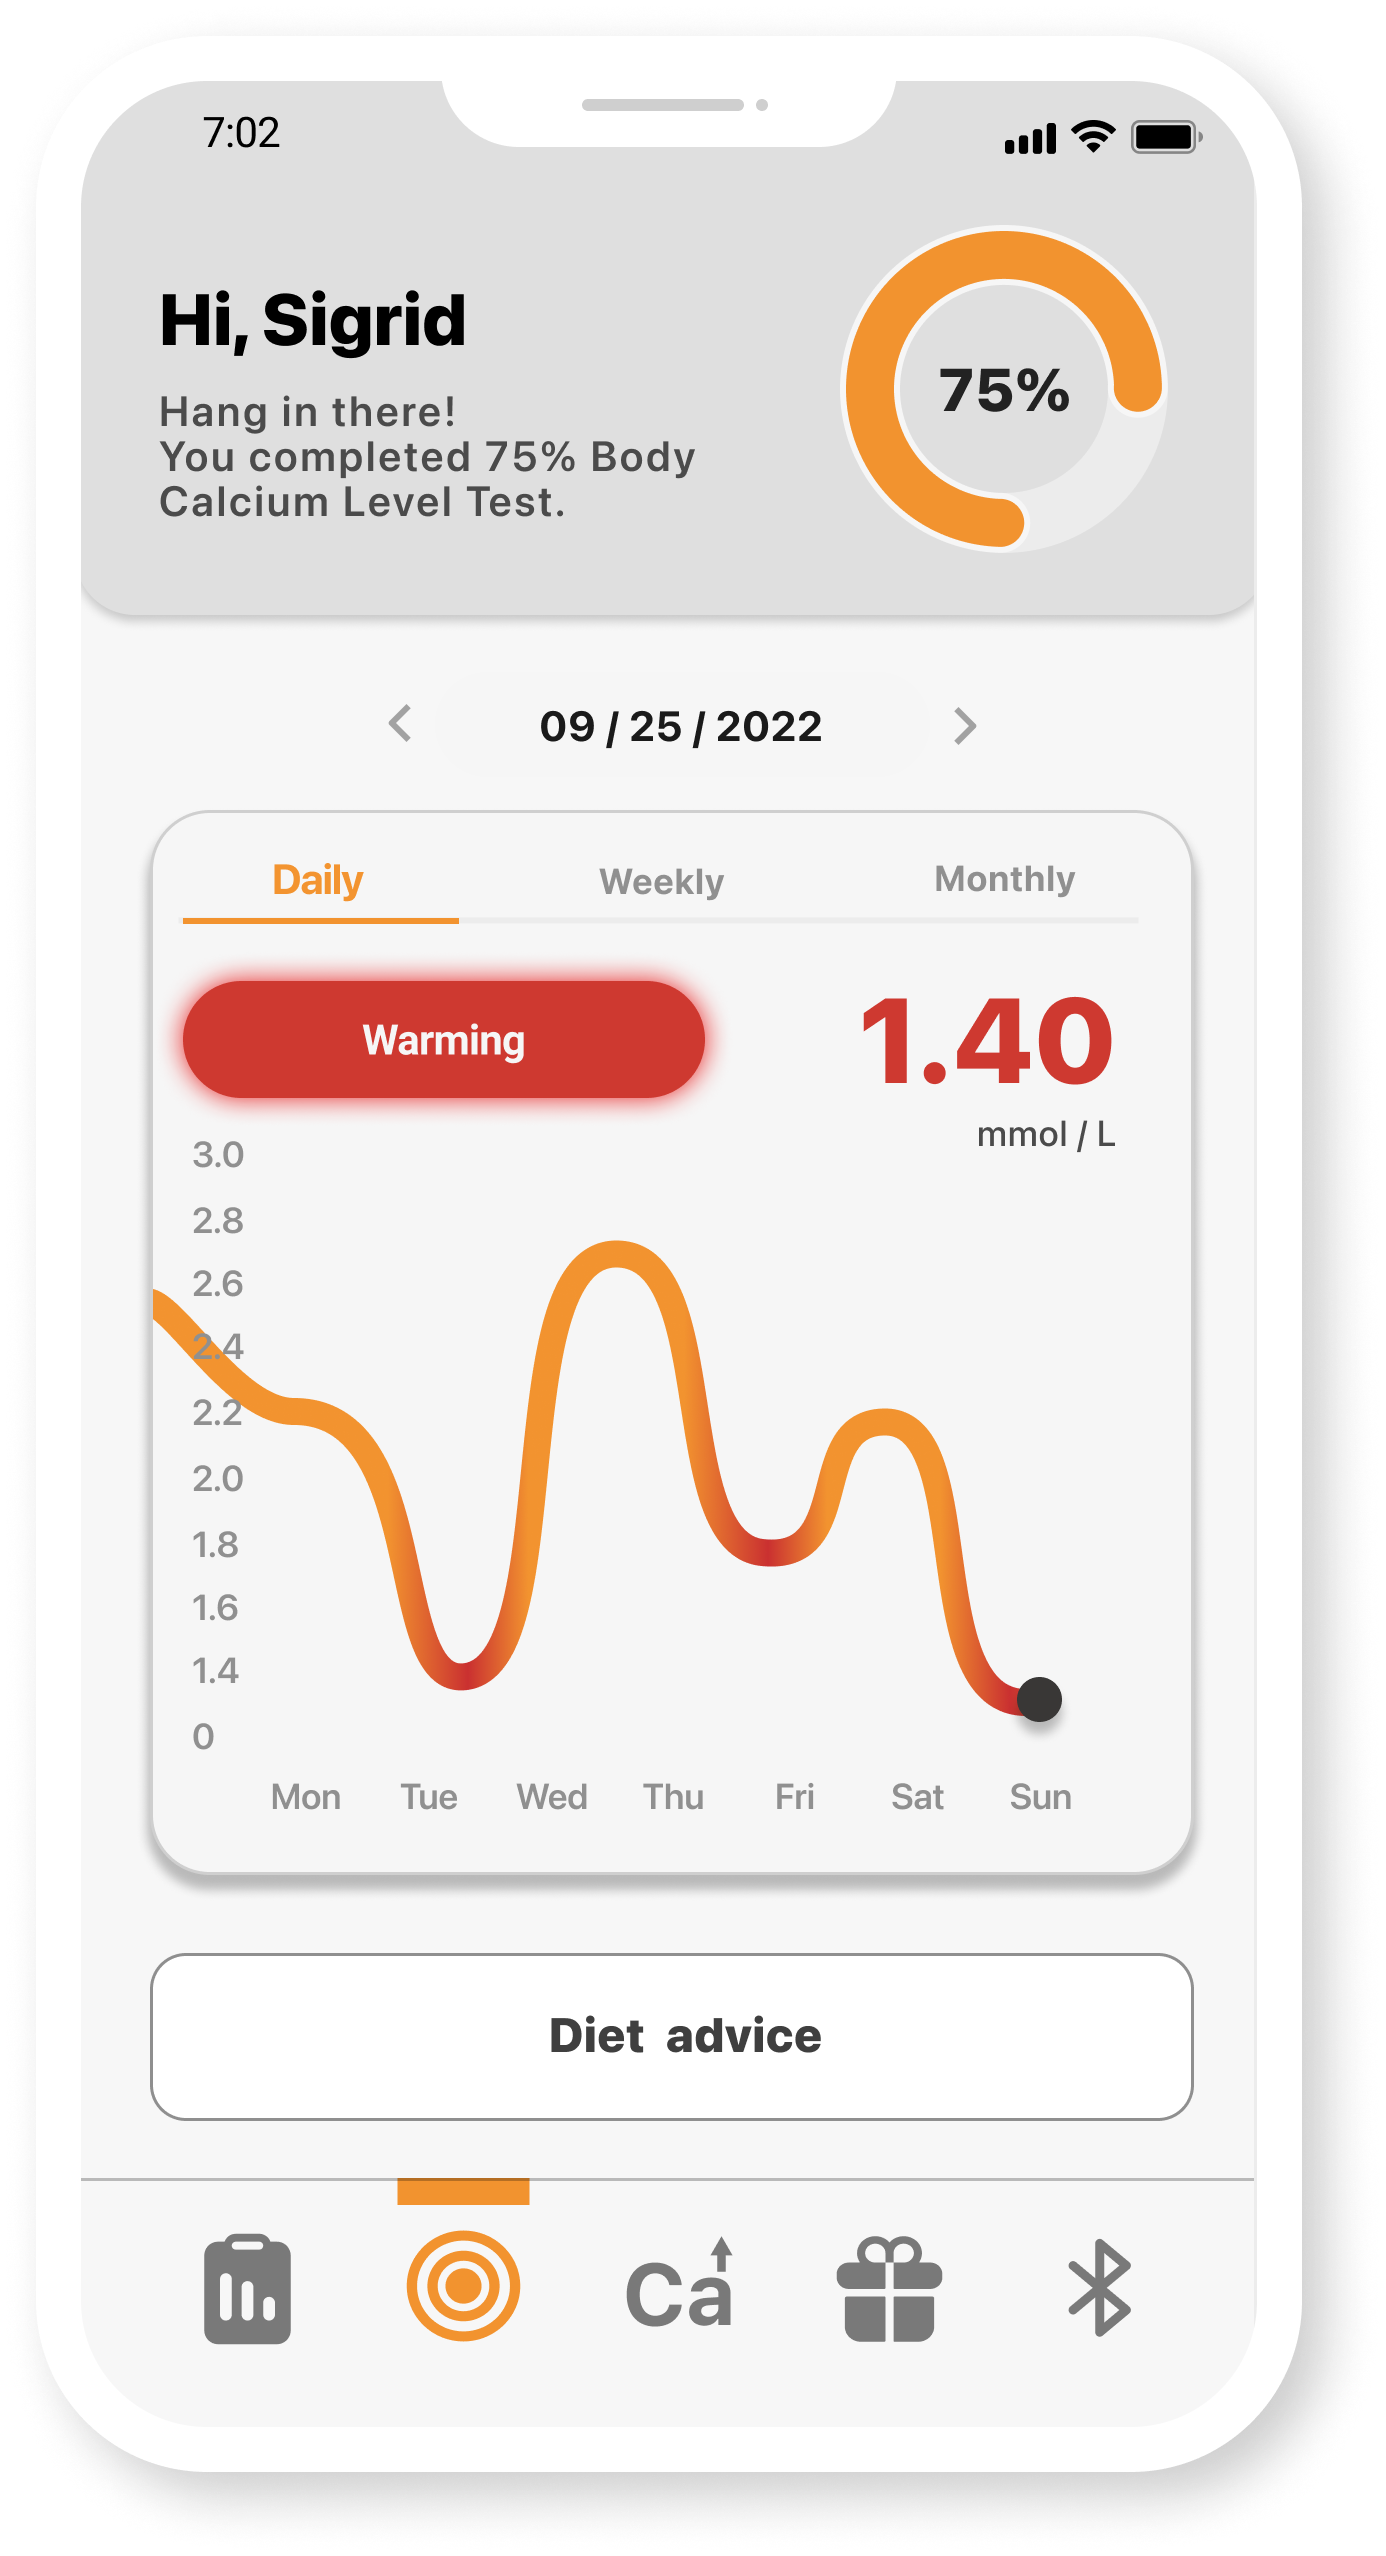 7:02
Hi, Sigrid
Hang in there!
You completed 75% Body
Calcium Level Test.
75%
09 / 25 / 2022
Daily
Weekly
Monthly
Warming
1.40
mmol / L
3.0
2.8
2.6
2.4
2.2
2.0
1.8
1.6
1.4
0
Mon Tue Wed Thu Fri Sat Sun
Diet advice
Ca